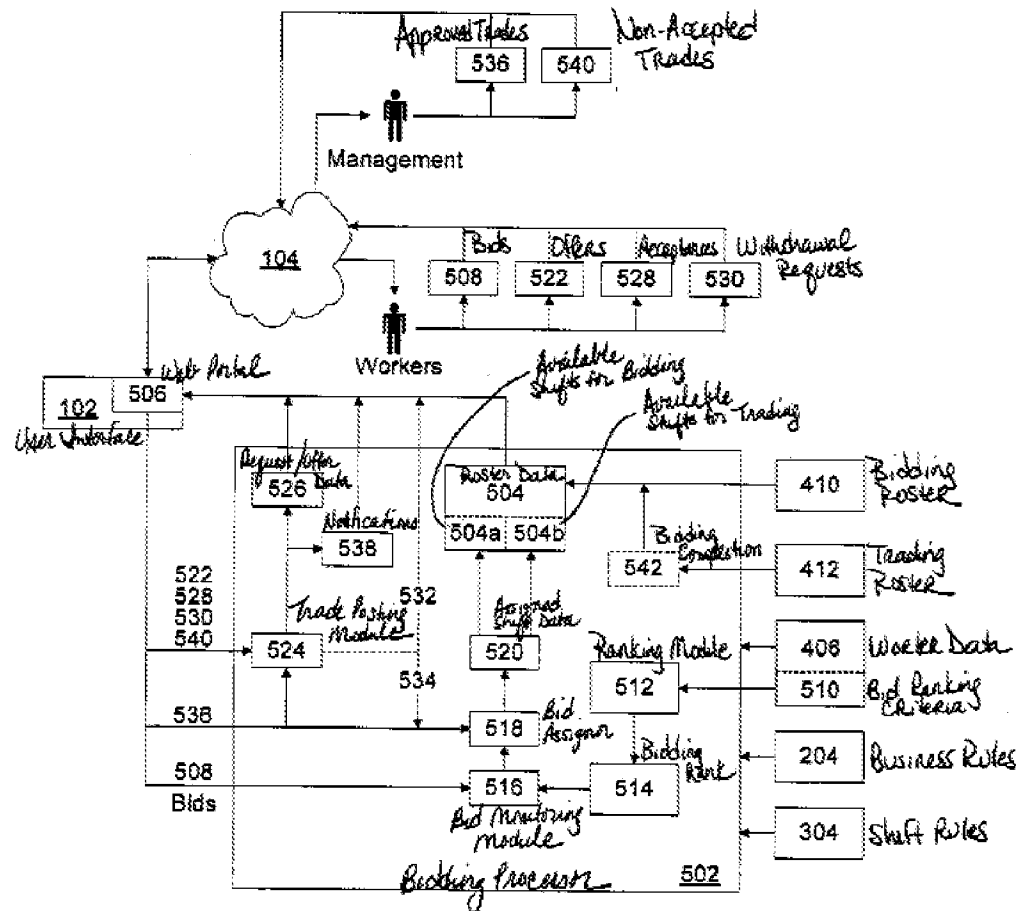 Approval Trades
Non-Accepted
Trades
536
540
Management
104
Bids
Offers
Acceptances
Withdrawal
Requests
508
522
528
530
Workers
Available
Shifts for Bidding
Available
Shifts for Trading
Web Portal
102
506
User Interface
Request/Offer
Data
526
Roster Data
504
504a
504b
410
Bidding
Roster
Notifications
538
Bidding
Completion
542
412
Trading
Roster
522
528
530
540
532
Trade Posting
Module
524
Assigned
Shift Data
520
534
Ranking Module
512
408
Worker Data
510
Bid Ranking
Criteria
538
518
Bid
Assignor
Bidding
Rank
204
Business Rules
508
Bids
516
514
Bid Monitoring
Module
304
Shift Rules
Bidding Processor
502